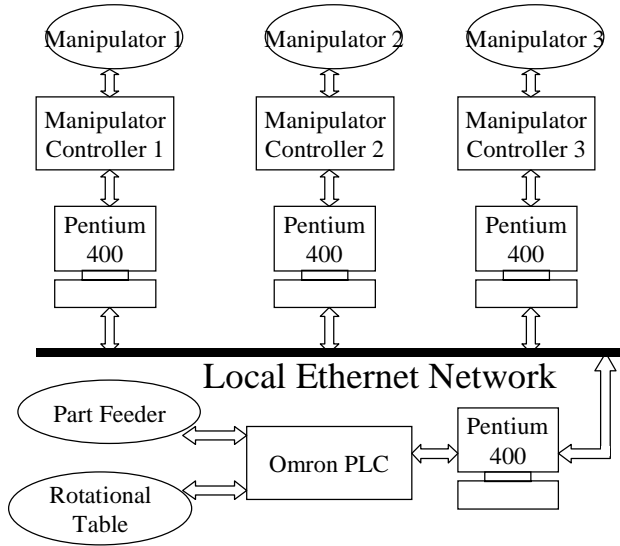 Manipulator 1
Manipulator 2
Manipulator 3
Manipulator
Controller 1
Manipulator
Controller 2
Manipulator
Controller 3
Pentium
400
Pentium
400
Pentium
400
Local Ethernet Network
Part Feeder
Omron PLC
Pentium
400
Rotational
Table